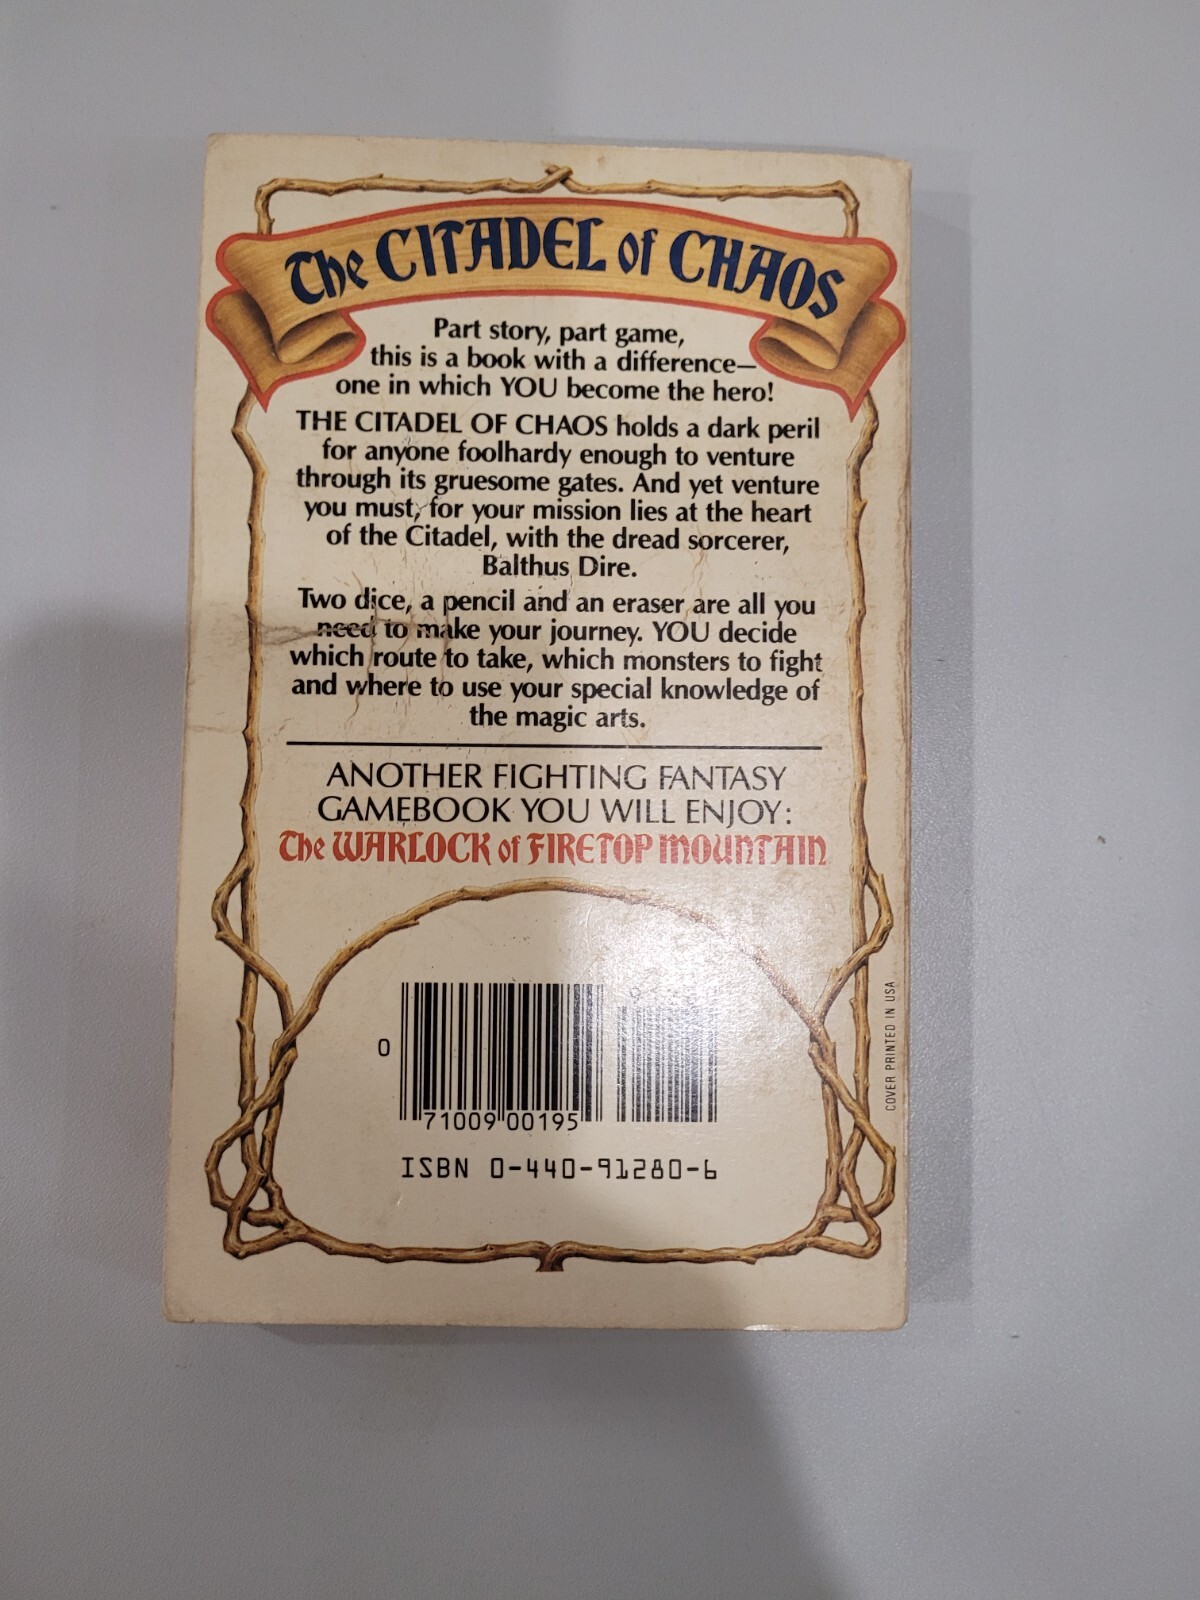 The CITADEL of CHAOS
Part story, part game,
this is a book with a difference—
one in which YOU become the hero!
THE CITADEL OF CHAOS holds a dark peril
for anyone foolhardy enough to venture
through its gruesome gates. And yet venture
you must, for your mission lies at the heart
of the Citadel, with the dread sorcerer,
Balthus Dire.
Two dice, a pencil and an eraser are all you
need to make your journey. YOU decide
which route to take, which monsters to fight
and where to use your special knowledge of
the magic arts.
ANOTHER FIGHTING FANTASY
GAMEBOOK YOU WILL ENJOY:
The WARLOCK of FIRETOP MOUNTAIN
0
71009 00195
ISBN 0-440-91280-6
COVER PRINTED IN USA